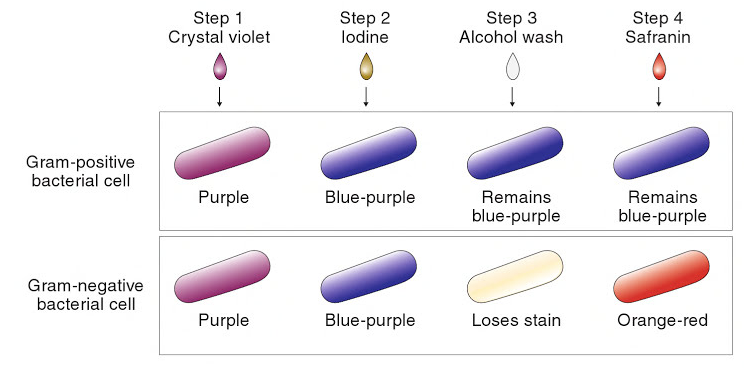 Step 1
Crystal violet
Step 2
Iodine
Step 3
Alcohol wash
Step 4
Safranin
Gram-positive
bacterial cell
Purple
Blue-purple
Remains
blue-purple
Remains
blue-purple
Gram-negative
bacterial cell
Purple
Blue-purple
Loses stain
Orange-red